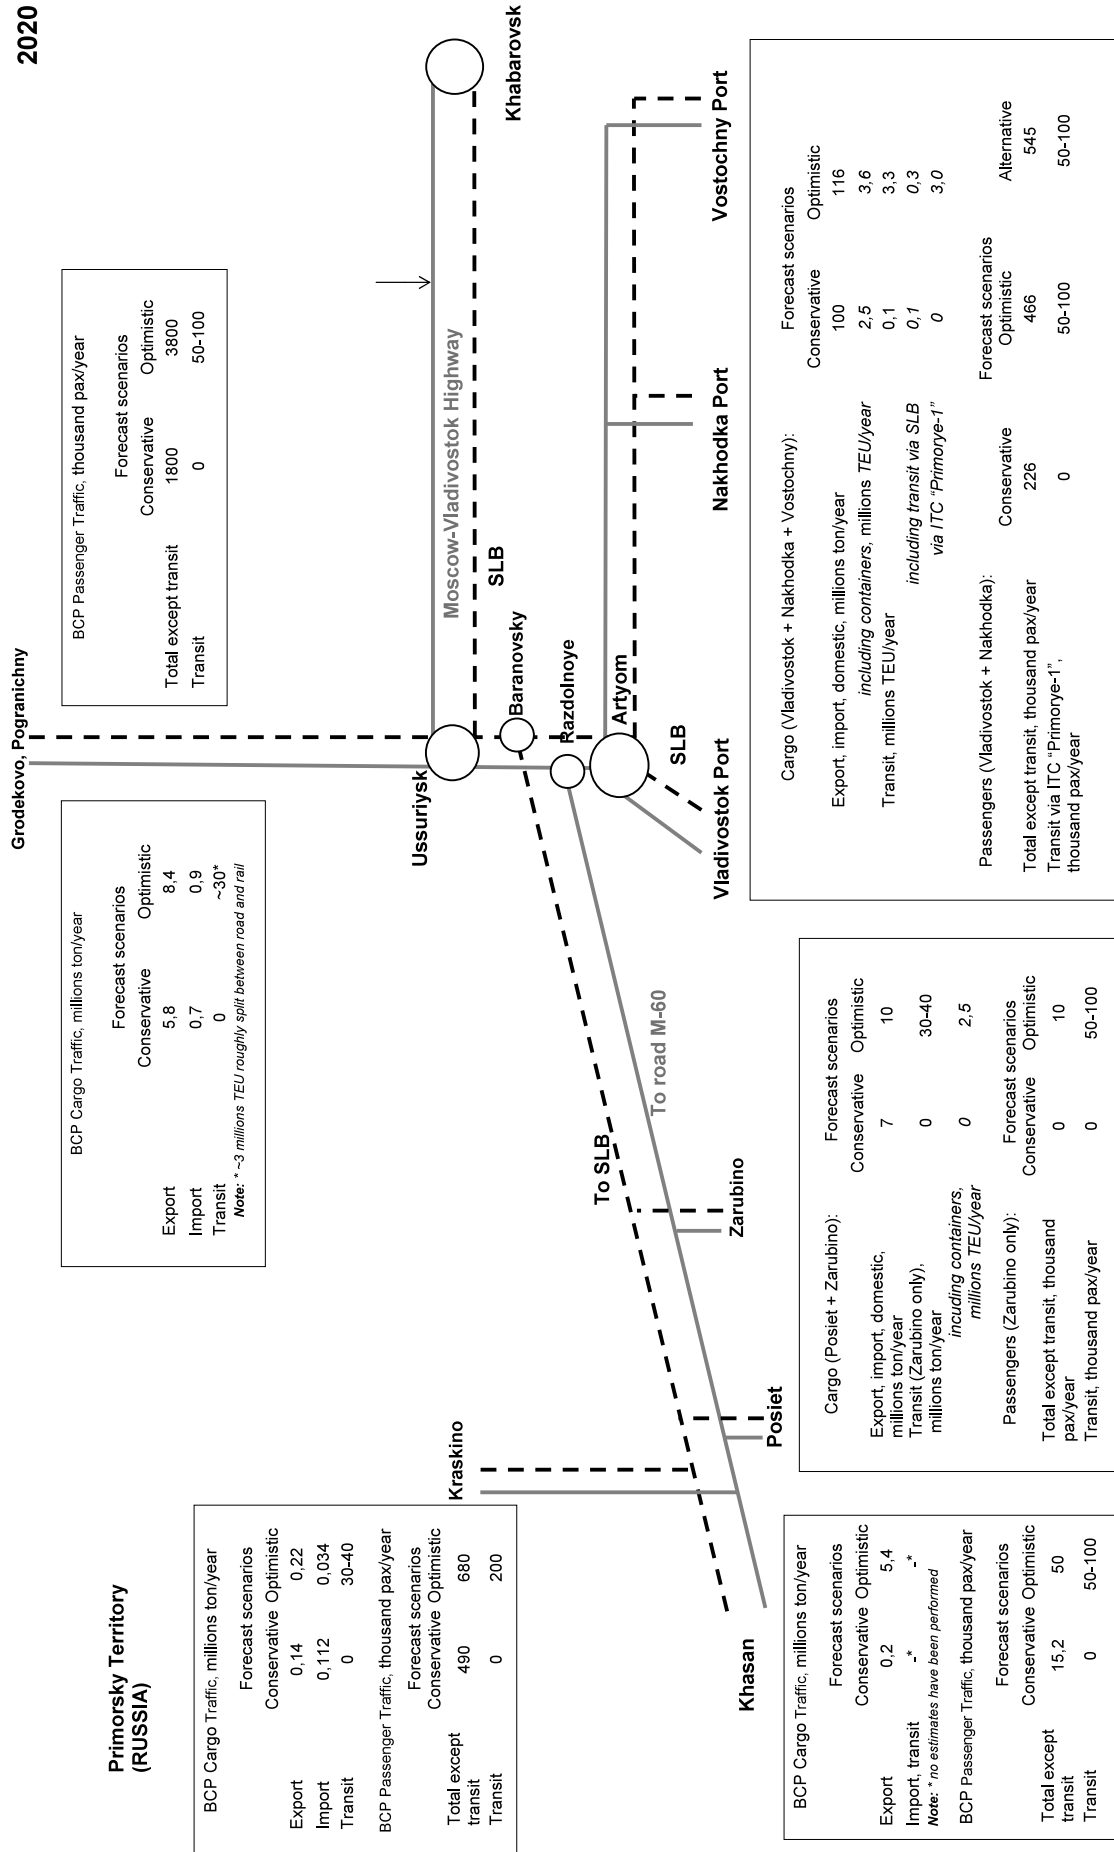 2020
Primorsky Territory
(RUSSIA)
Grodekovo, Pogranichny
BCP Cargo Traffic, millions ton/year
Forecast scenarios
Conservative Optimistic
Export 5,8 8,4
Import 0,7 0,9
Transit 0 ~30*
Note: * ~3 millions TEU roughly split between road and rail
BCP Passenger Traffic, thousand pax/year
Forecast scenarios
Conservative Optimistic
Total except transit 1800 3800
Transit 0 50-100
BCP Cargo Traffic, millions ton/year
Forecast scenarios
Conservative Optimistic
Export 0,14 0,22
Import 0,112 0,034
Transit 0 30-40
BCP Passenger Traffic, thousand pax/year
Forecast scenarios
Conservative Optimistic
Total except
transit 490 680
Transit 0 200
Kraskino
Ussuriysk
Moscow-Vladivostok Highway
SLB
Khabarovsk
Baranovsky
Razdolnoye
Artyom
SLB
To SLB
To road M-60
Khasan
Posiet
Zarubino
Vladivostok Port
Nakhodka Port
Vostochny Port
BCP Cargo Traffic, millions ton/year
Forecast scenarios
Conservative Optimistic
Export 0,2 5,4
Import, transit -* -*
Note: * no estimates have been performed
BCP Passenger Traffic, thousand pax/year
Forecast scenarios
Conservative Optimistic
Total except
transit 15,2 50
Transit 0 50-100
Cargo (Posiet + Zarubino):
Forecast scenarios
Conservative Optimistic
Export, import, domestic,
millions ton/year 7 10
Transit (Zarubino only),
millions ton/year 0 30-40
incuding containers,
millions TEU/year 0 2,5
Passengers (Zarubino only):
Forecast scenarios
Conservative Optimistic
Total except transit, thousand
pax/year 0 10
Transit, thousand pax/year 0 50-100
Cargo (Vladivostok + Nakhodka + Vostochny):
Forecast scenarios
Conservative Optimistic
Export, import, domestic, millions ton/year 100 116
including containers, millions TEU/year 2,5 3,6
Transit, millions TEU/year 0,1 3,3
including transit via SLB 0,1 0,3
via ITC “Primorye-1” 0 3,0
Passengers (Vladivostok + Nakhodka):
Forecast scenarios
Conservative Optimistic Alternative
Total except transit, thousand pax/year 226 466 545
Transit via ITC “Primorye-1”,
thousand pax/year 0 50-100 50-100